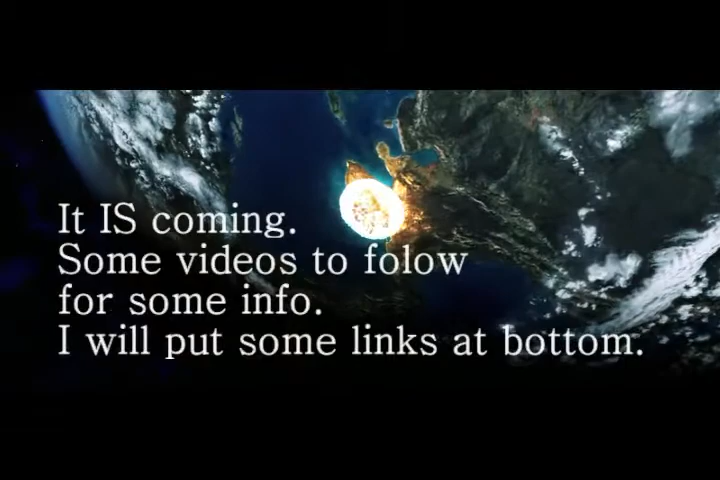 It IS coming.
Some videos to folow
for some info.
I will put some links at bottom.